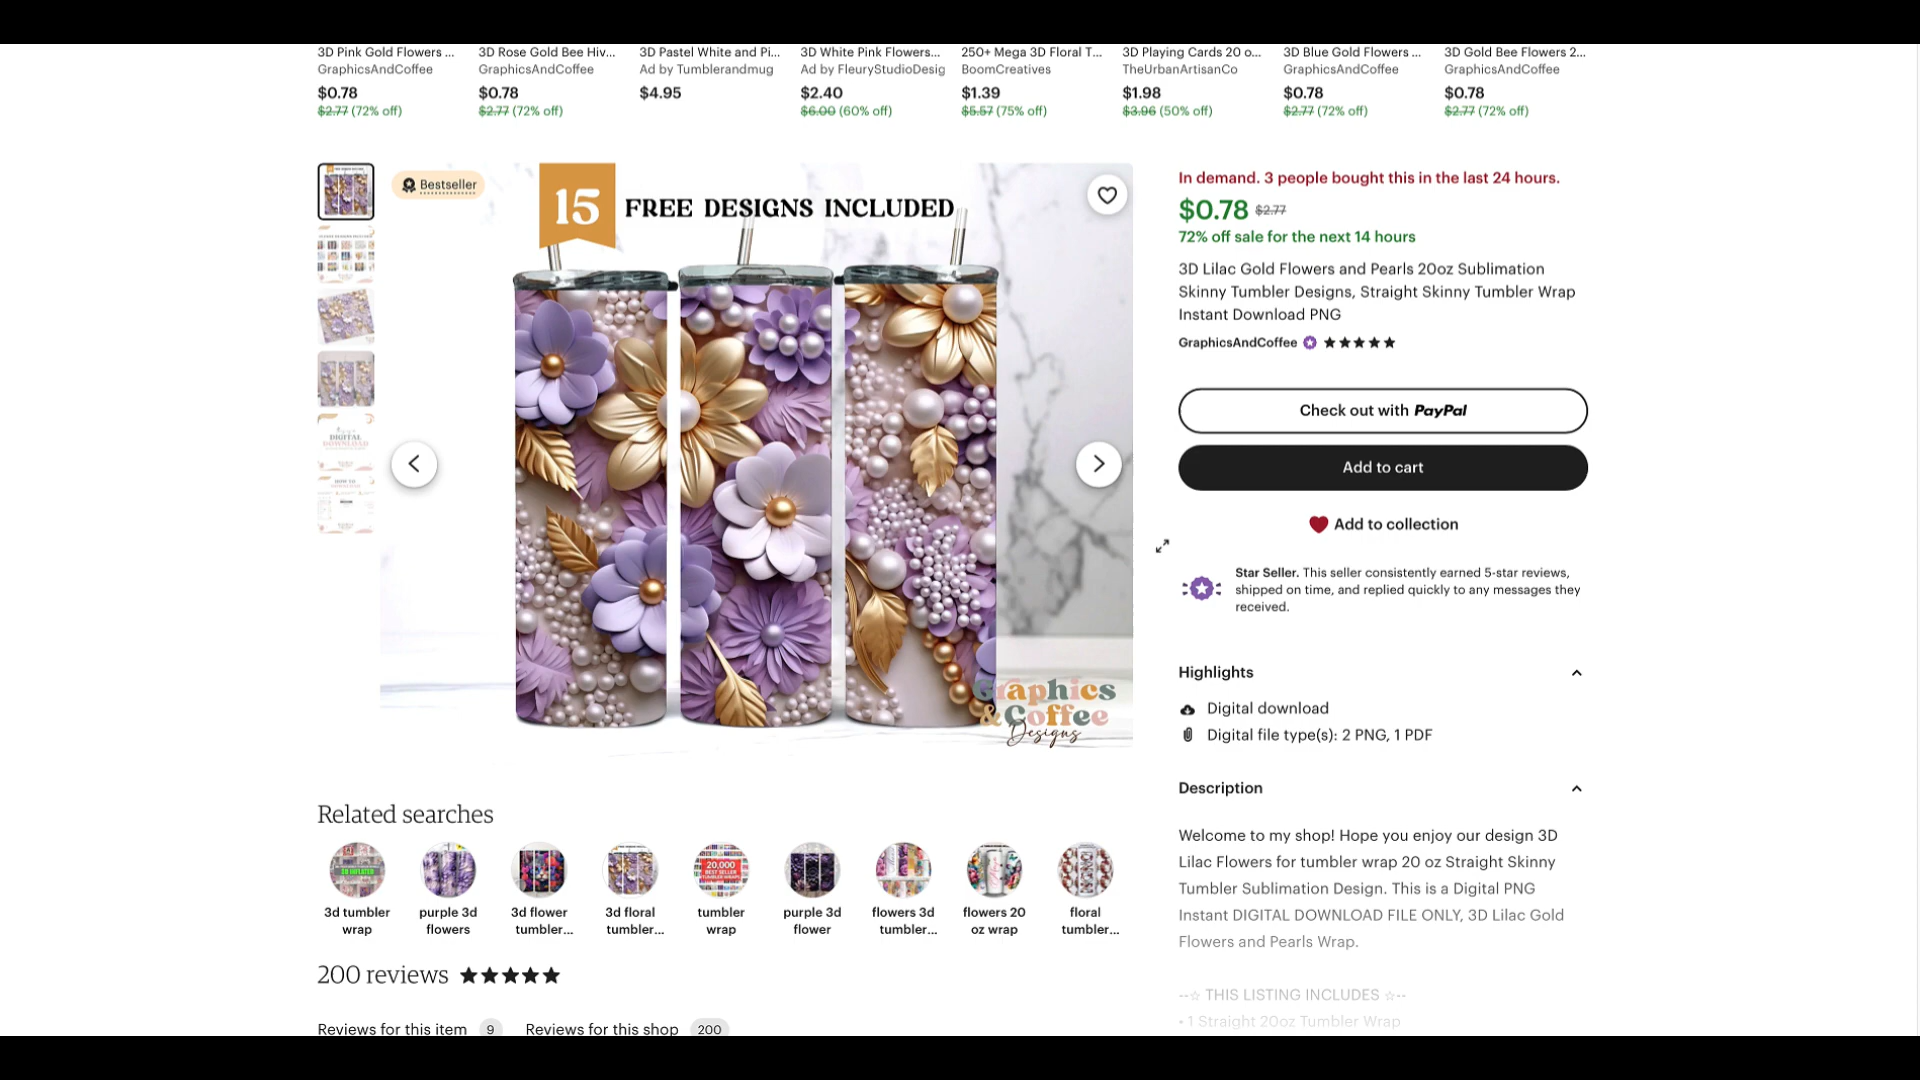 3D Pink Gold Flowers ...
3D Rose Gold Bee Hiv...
3D Pastel White and Pi...
3D White Pink Flowers...
250+ Mega 3D Floral T...
3D Playing Cards 20 o...
3D Blue Gold Flowers ...
3D Gold Bee Flowers 2...
GraphicsAndCoffee
GraphicsAndCoffee
Ad by Tumblerandmug
Ad by FleuryStudioDesig
BoomCreatives
TheUrbanArtisanCo
GraphicsAndCoffee
GraphicsAndCoffee
$0.78
$0.78
$4.95
$2.40
$1.39
$1.98
$0.78
$0.78
$2.77 (72% off)
$2.77 (72% off)
$6.00 (60% off)
$5.57 (75% off)
$3.96 (50% off)
$2.77 (72% off)
$2.77 (72% off)
Bestseller
15 FREE DESIGNS INCLUDED
Graphics
& Coffee
Designs
DIGITAL
DOWNLOAD
HOW TO
DOWNLOAD
In demand. 3 people bought this in the last 24 hours.
$0.78 $2.77
72% off sale for the next 14 hours
3D Lilac Gold Flowers and Pearls 20oz Sublimation
Skinny Tumbler Designs, Straight Skinny Tumbler Wrap
Instant Download PNG
GraphicsAndCoffee
Check out with PayPal
Add to cart
Add to collection
Star Seller. This seller consistently earned 5-star reviews,
shipped on time, and replied quickly to any messages they
received.
Highlights
Digital download
Digital file type(s): 2 PNG, 1 PDF
Description
Welcome to my shop! Hope you enjoy our design 3D
Lilac Flowers for tumbler wrap 20 oz Straight Skinny
Tumbler Sublimation Design. This is a Digital PNG
Instant DIGITAL DOWNLOAD FILE ONLY, 3D Lilac Gold
Flowers and Pearls Wrap.
--☆ THIS LISTING INCLUDES ☆--
• 1 Straight 20oz Tumbler Wrap
Related searches
3D INFLATED
20,000
BEST SELLER
TUMBLER WRAPS
3d tumbler
wrap
purple 3d
flowers
3d flower
tumbler...
3d floral
tumbler...
tumbler
wrap
purple 3d
flower
flowers 3d
tumbler...
flowers 20
oz wrap
floral
tumbler...
200 reviews
Reviews for this item 9
Reviews for this shop 200